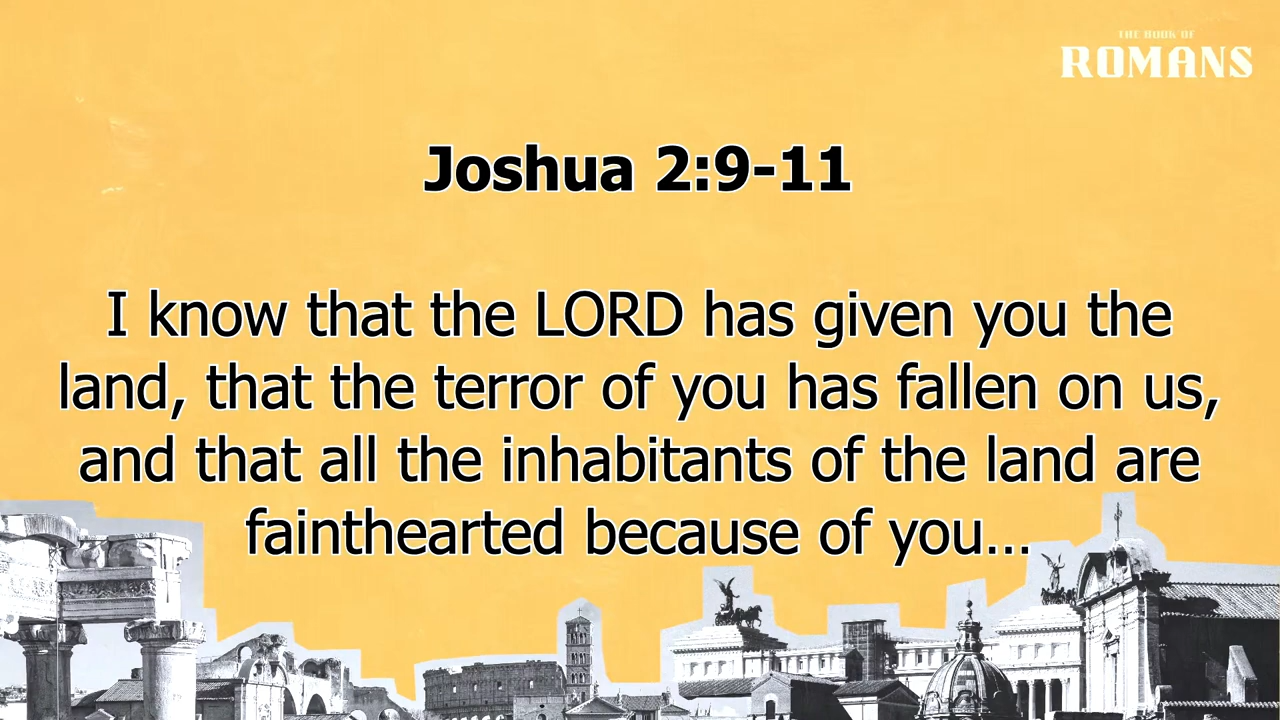 THE BOOK OF
ROMANS
Joshua 2:9-11
I know that the LORD has given you the
land, that the terror of you has fallen on us,
and that all the inhabitants of the land are
fainthearted because of you...